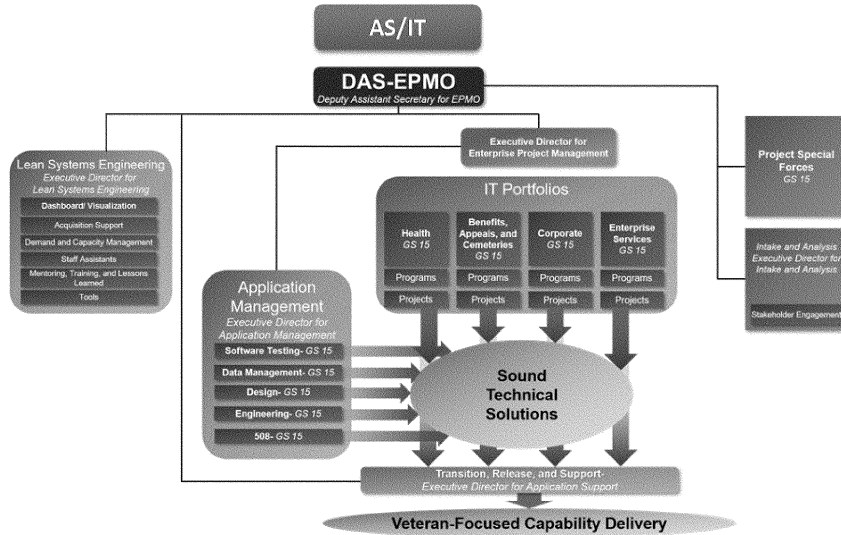 AS/IT
DAS-EPMO
Deputy Assistant Secretary for EPMO
Lean Systems Engineering
Executive Director for
Lean Systems Engineering
Dashboard/ Visualization
Acquisition Support
Demand and Capacity Management
Staff Assistants
Mentoring, Training, and Lessons
Learned
Tools
Executive Director for
Enterprise Project Management
Project Special
Forces
GS 15
Intake and Analysis
Executive Director for
Intake and Analysis
Stakeholder Engagement
IT Portfolios
Health
GS 15
Programs
Projects
Benefits,
Appeals, and
Cemeteries
GS 15
Programs
Projects
Corporate
GS 15
Programs
Projects
Enterprise
Services
GS 15
Programs
Projects
Application
Management
Executive Director for
Application Management
Software Testing- GS 15
Data Management- GS 15
Design- GS 15
Engineering- GS 15
508- GS 15
Sound
Technical
Solutions
Transition, Release, and Support-
Executive Director for Application Support
Veteran-Focused Capability Delivery